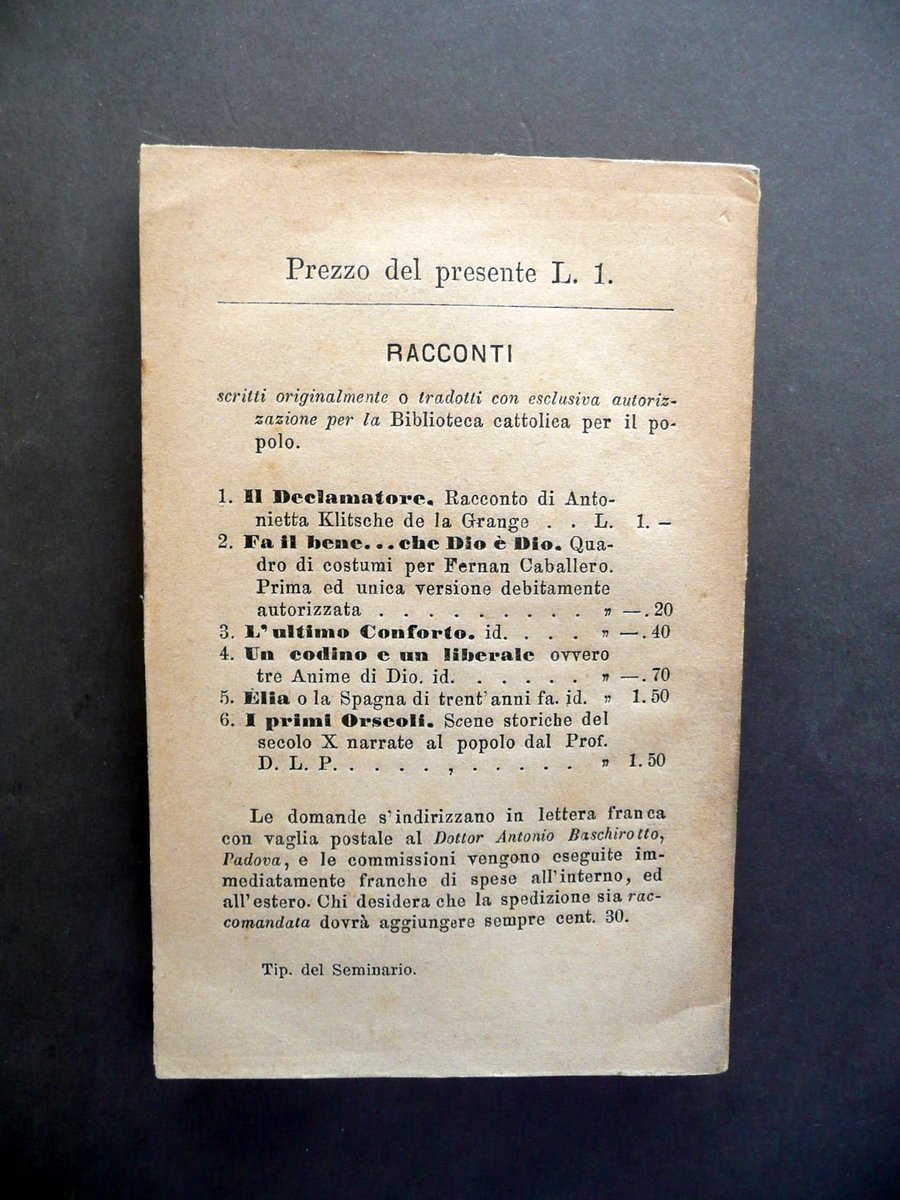 Prezzo del presente L. 1.
RACCONTI
scritti originalmente o tradotti con esclusiva autoriz-
zazione per la Biblioteca cattolica per il po-
polo.
1. Il Declamatore. Racconto di Anto-
nietta Klitsche de la Grange . . L. 1. —
2. Fa il bene...che Dio è Dio. Qua-
dro di costumi per Fernan Caballero.
Prima ed unica versione debitamente
autorizzata . . . . . . . . . „ —. 20
3. L'ultimo Conforto. id. . . . „ —. 40
4. Un codino e un liberale ovvero
tre Anime di Dio. id. . . . . . „ —. 70
5. Elia o la Spagna di trent'anni fa. id. „ 1. 50
6. I primi Orseoli. Scene storiche del
secolo X narrate al popolo dal Prof.
D. L. P. . . . . , . . . . . „ 1. 50
Le domande s'indirizzano in lettera franca
con vaglia postale al Dottor Antonio Baschirotto,
Padova, e le commissioni vengono eseguite im-
mediatamente franche di spese all'interno, ed
all'estero. Chi desidera che la spedizione sia rac-
comandata dovrà aggiungere sempre cent. 30.
Tip. del Seminario.